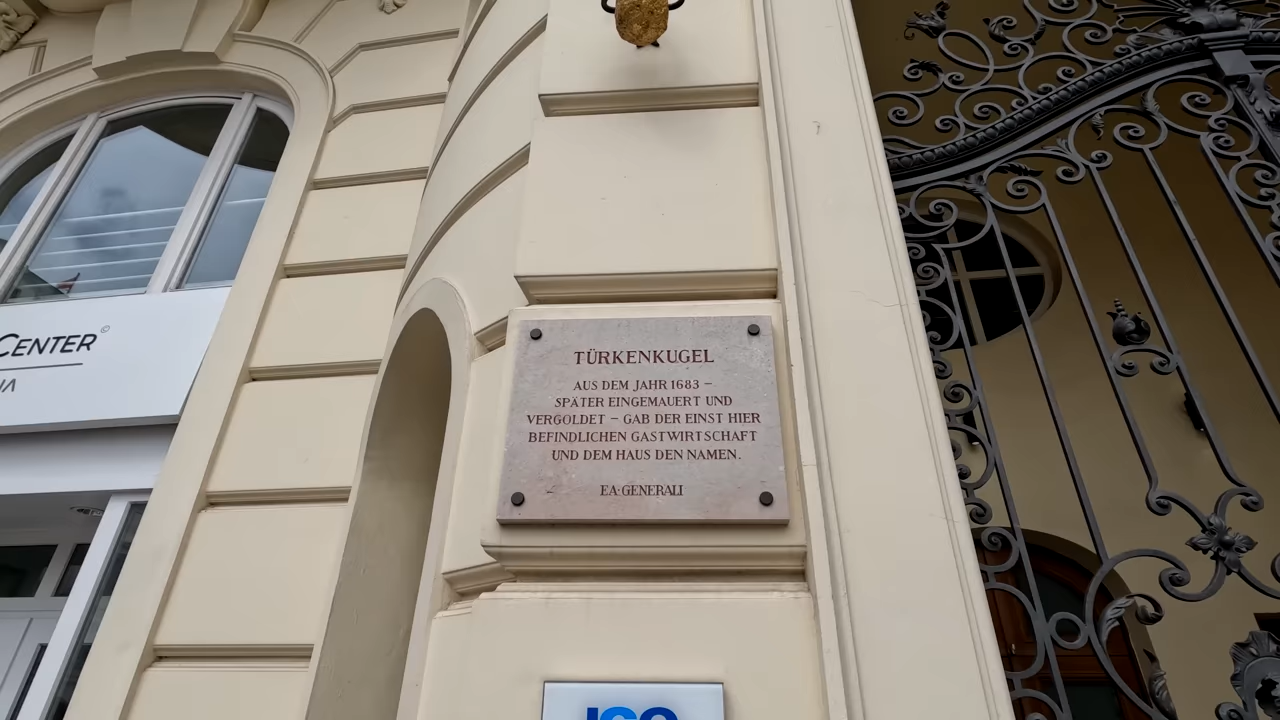 CENTER©
TÜRKENKUGEL
AUS DEM JAHR 1683 –
SPÄTER EINGEMAUERT UND
VERGOLDET – GAB DER EINST HIER
BEFINDLICHEN GASTWIRTSCHAFT
UND DEM HAUS DEN NAMEN.
EA-GENERALI